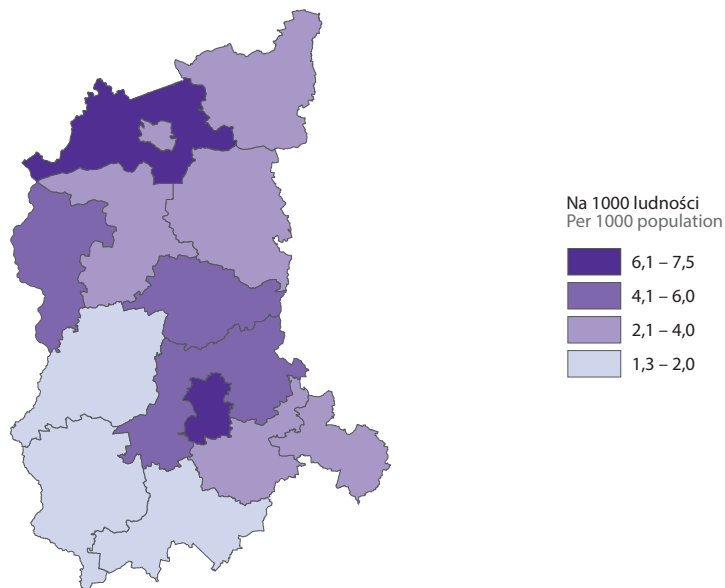 Na 1000 ludności
Per 1000 population
6,1 – 7,5
4,1 – 6,0
2,1 – 4,0
1,3 – 2,0